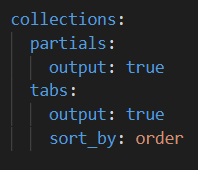 collections:
  partials:
    output: true
  tabs:
    output: true
    sort_by: order